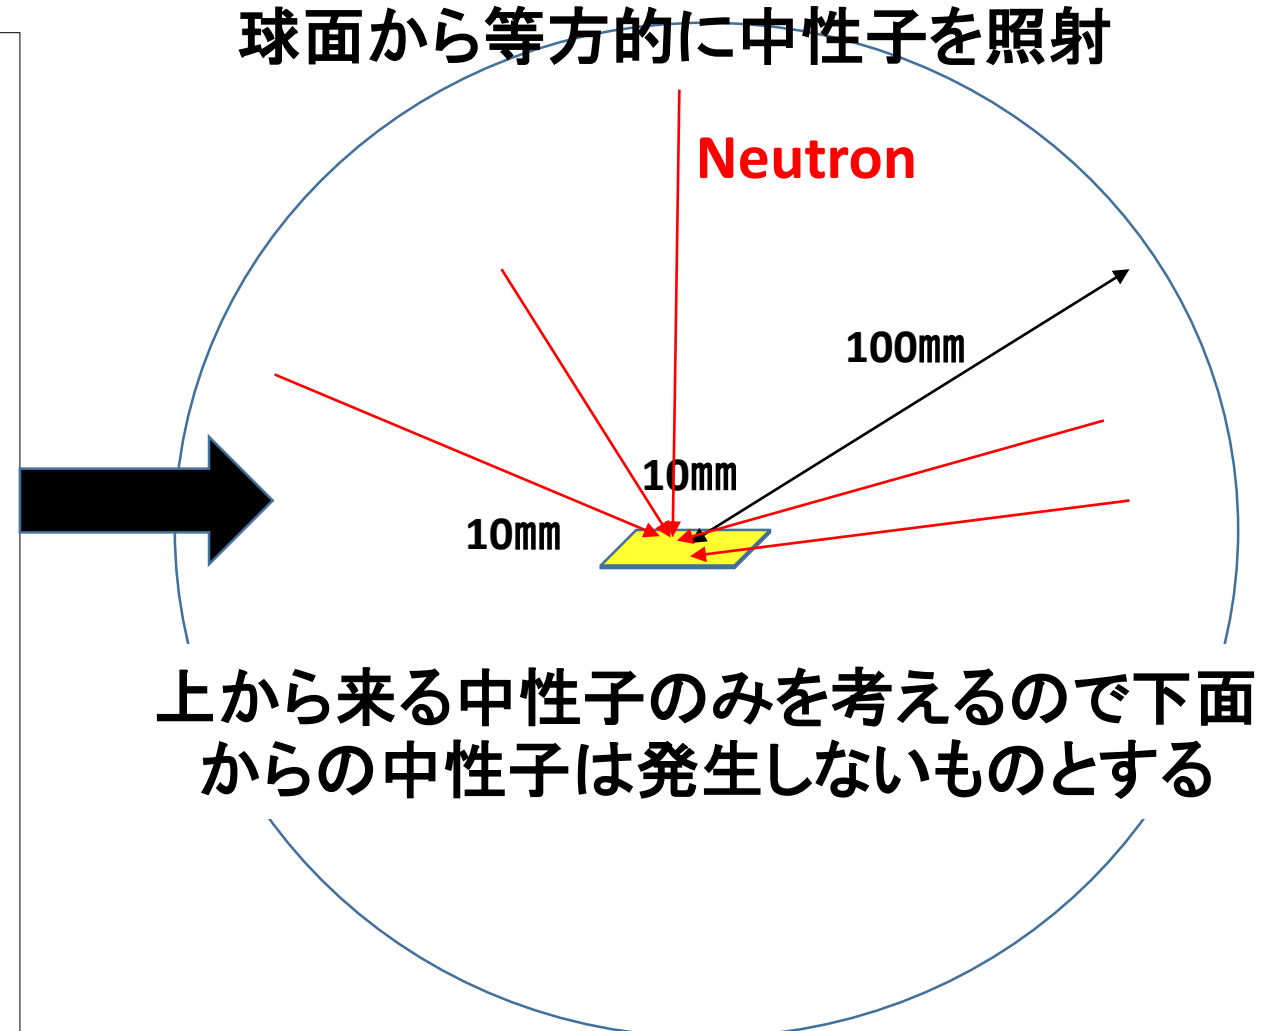 球面から等方的に中性子を照射
Neutron
100㎜
10㎜
10㎜
上から来る中性子のみを考えるので下面
からの中性子は発生しないものとする